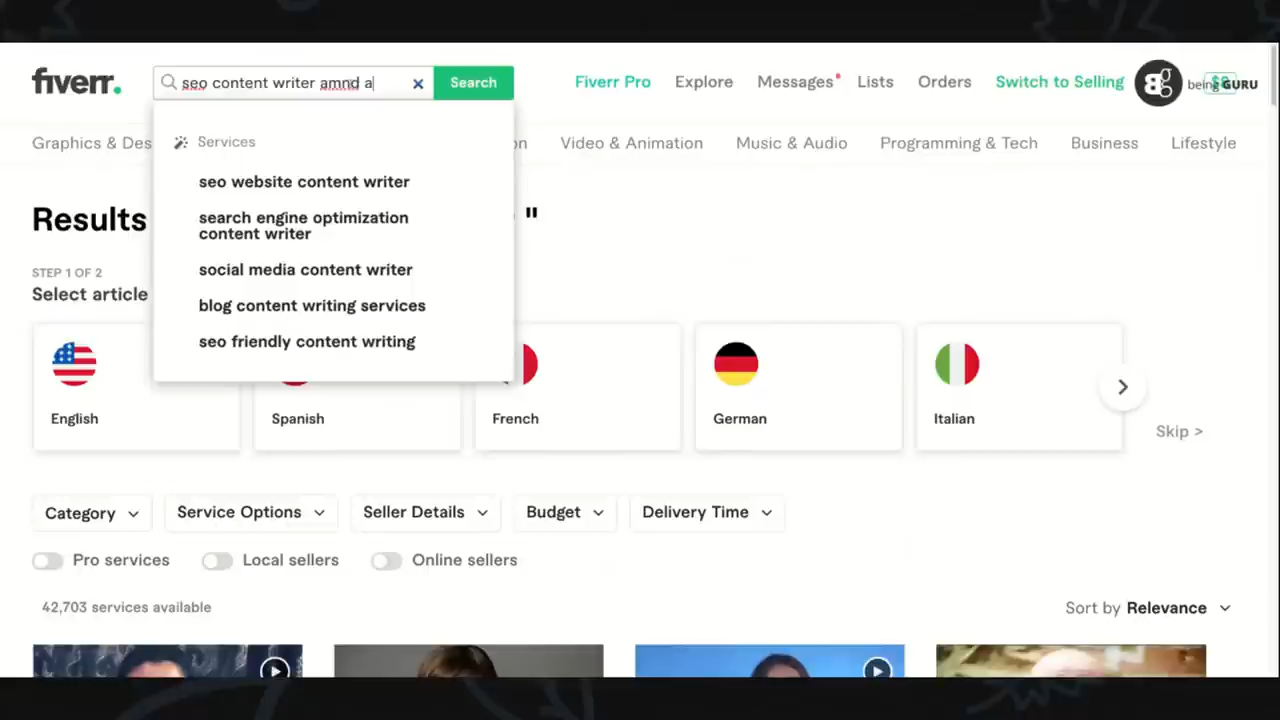 fiverr.
seo content writer amnd a
Search
Fiverr Pro
Explore
Messages
Lists
Orders
Switch to Selling
being GURU
Graphics & Des
on
Video & Animation
Music & Audio
Programming & Tech
Business
Lifestyle
Services
seo website content writer
search engine optimization
content writer
social media content writer
blog content writing services
seo friendly content writing
Results
"
STEP 1 OF 2
Select article
English
Spanish
French
German
Italian
Skip >
Category
Service Options
Seller Details
Budget
Delivery Time
Pro services
Local sellers
Online sellers
42,703 services available
Sort by Relevance